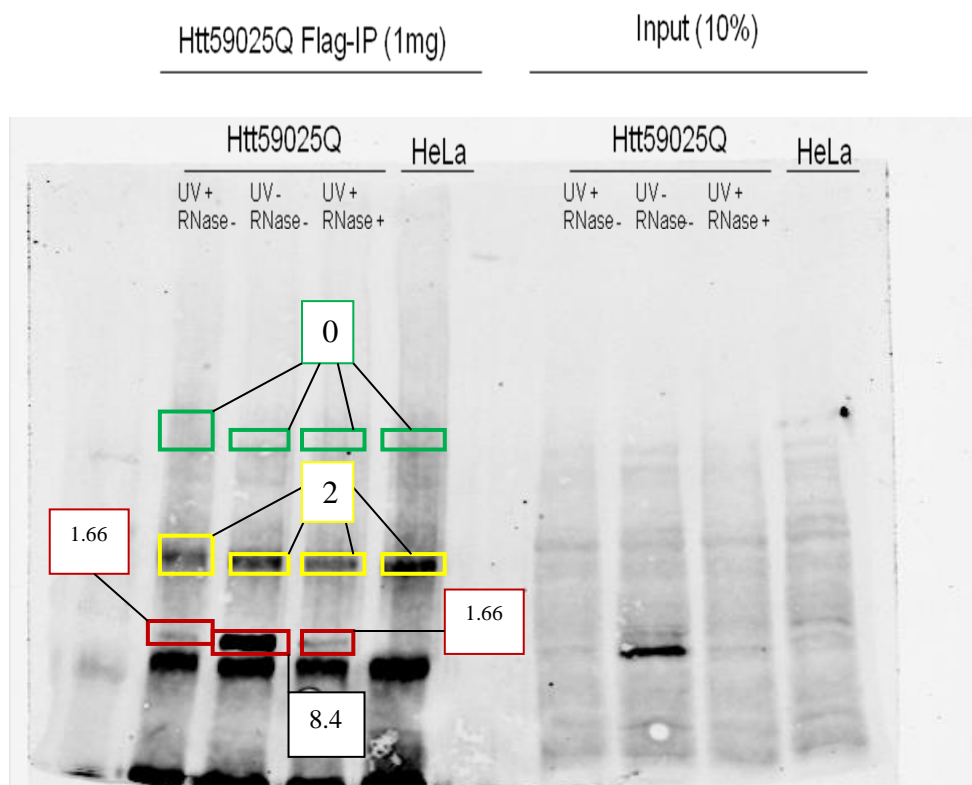 Htt59025Q Flag-IP (1mg)
Input (10%)
Htt59025Q
HeLa
Htt59025Q
HeLa
UV+
RNase-
UV-
RNase-
UV+
RNase+
UV+
RNase-
UV-
RNase-
UV+
RNase+
0
2
1.66
1.66
8.4